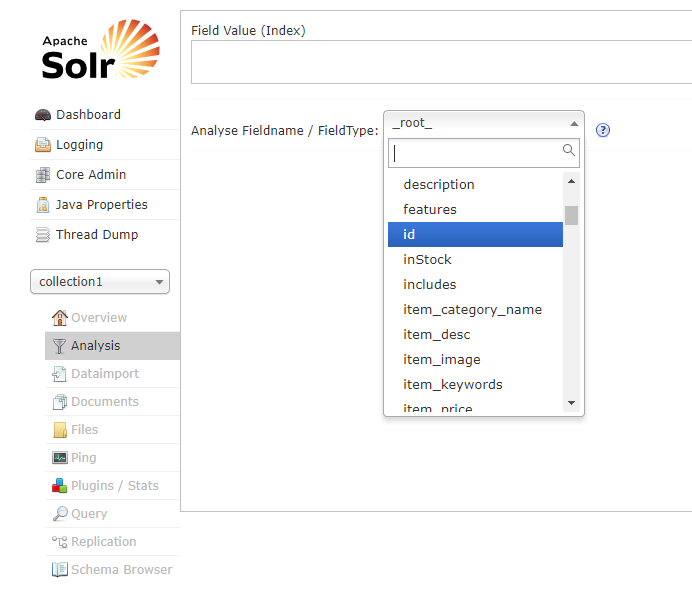 Apache
Solr
Dashboard
Logging
Core Admin
Java Properties
Thread Dump
collection1
Overview
Analysis
Dataimport
Documents
Files
Ping
Plugins / Stats
Query
Replication
Schema Browser
Field Value (Index)
Analyse Fieldname / FieldType:
_root_
?
description
features
id
inStock
includes
item_category_name
item_desc
item_image
item_keywords
item_price